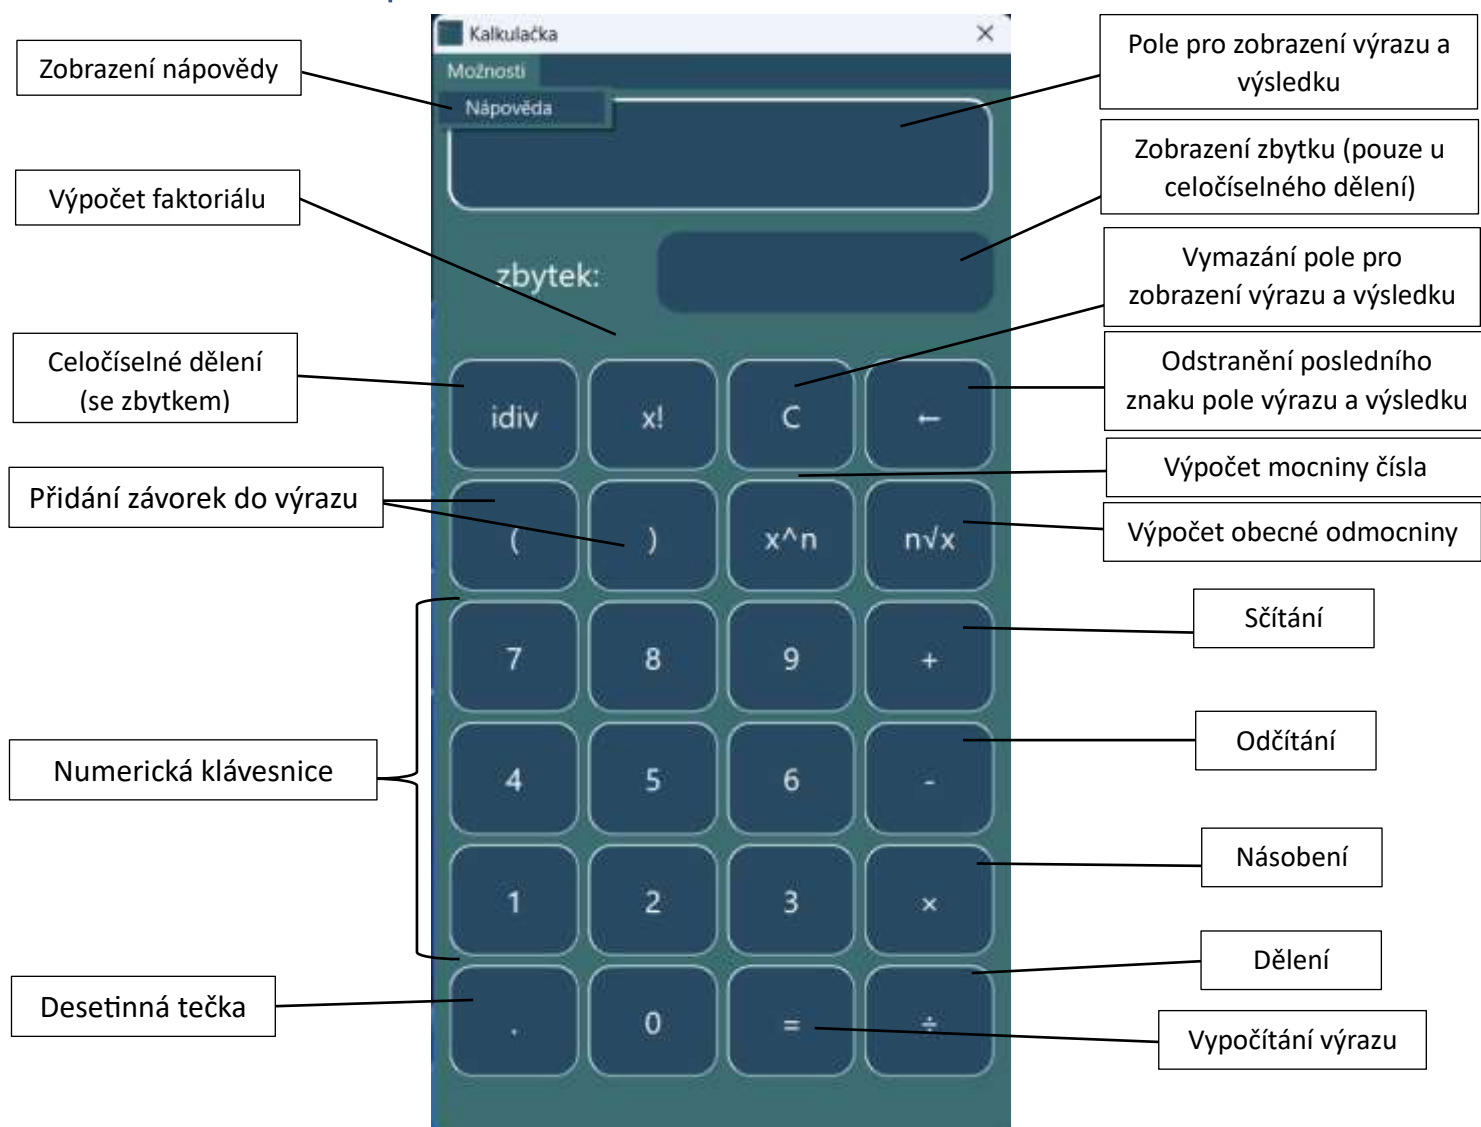 Kalkulačka
Možnosti
Nápověda
zbytek:
idiv x! C ←
( ) x^n n√x
7 8 9 +
4 5 6 -
1 2 3 ×
. 0 = ÷
Zobrazení nápovědy
Výpočet faktoriálu
Celočíselné dělení
(se zbytkem)
Přidání závorek do výrazu
Numerická klávesnice
Desetinná tečka
Pole pro zobrazení výrazu a
výsledku
Zobrazení zbytku (pouze u
celočíselného dělení)
Vymazání pole pro
zobrazení výrazu a výsledku
Odstranění posledního
znaku pole výrazu a výsledku
Výpočet mocniny čísla
Výpočet obecné odmocniny
Sčítání
Odčítání
Násobení
Dělení
Vypočítání výrazu